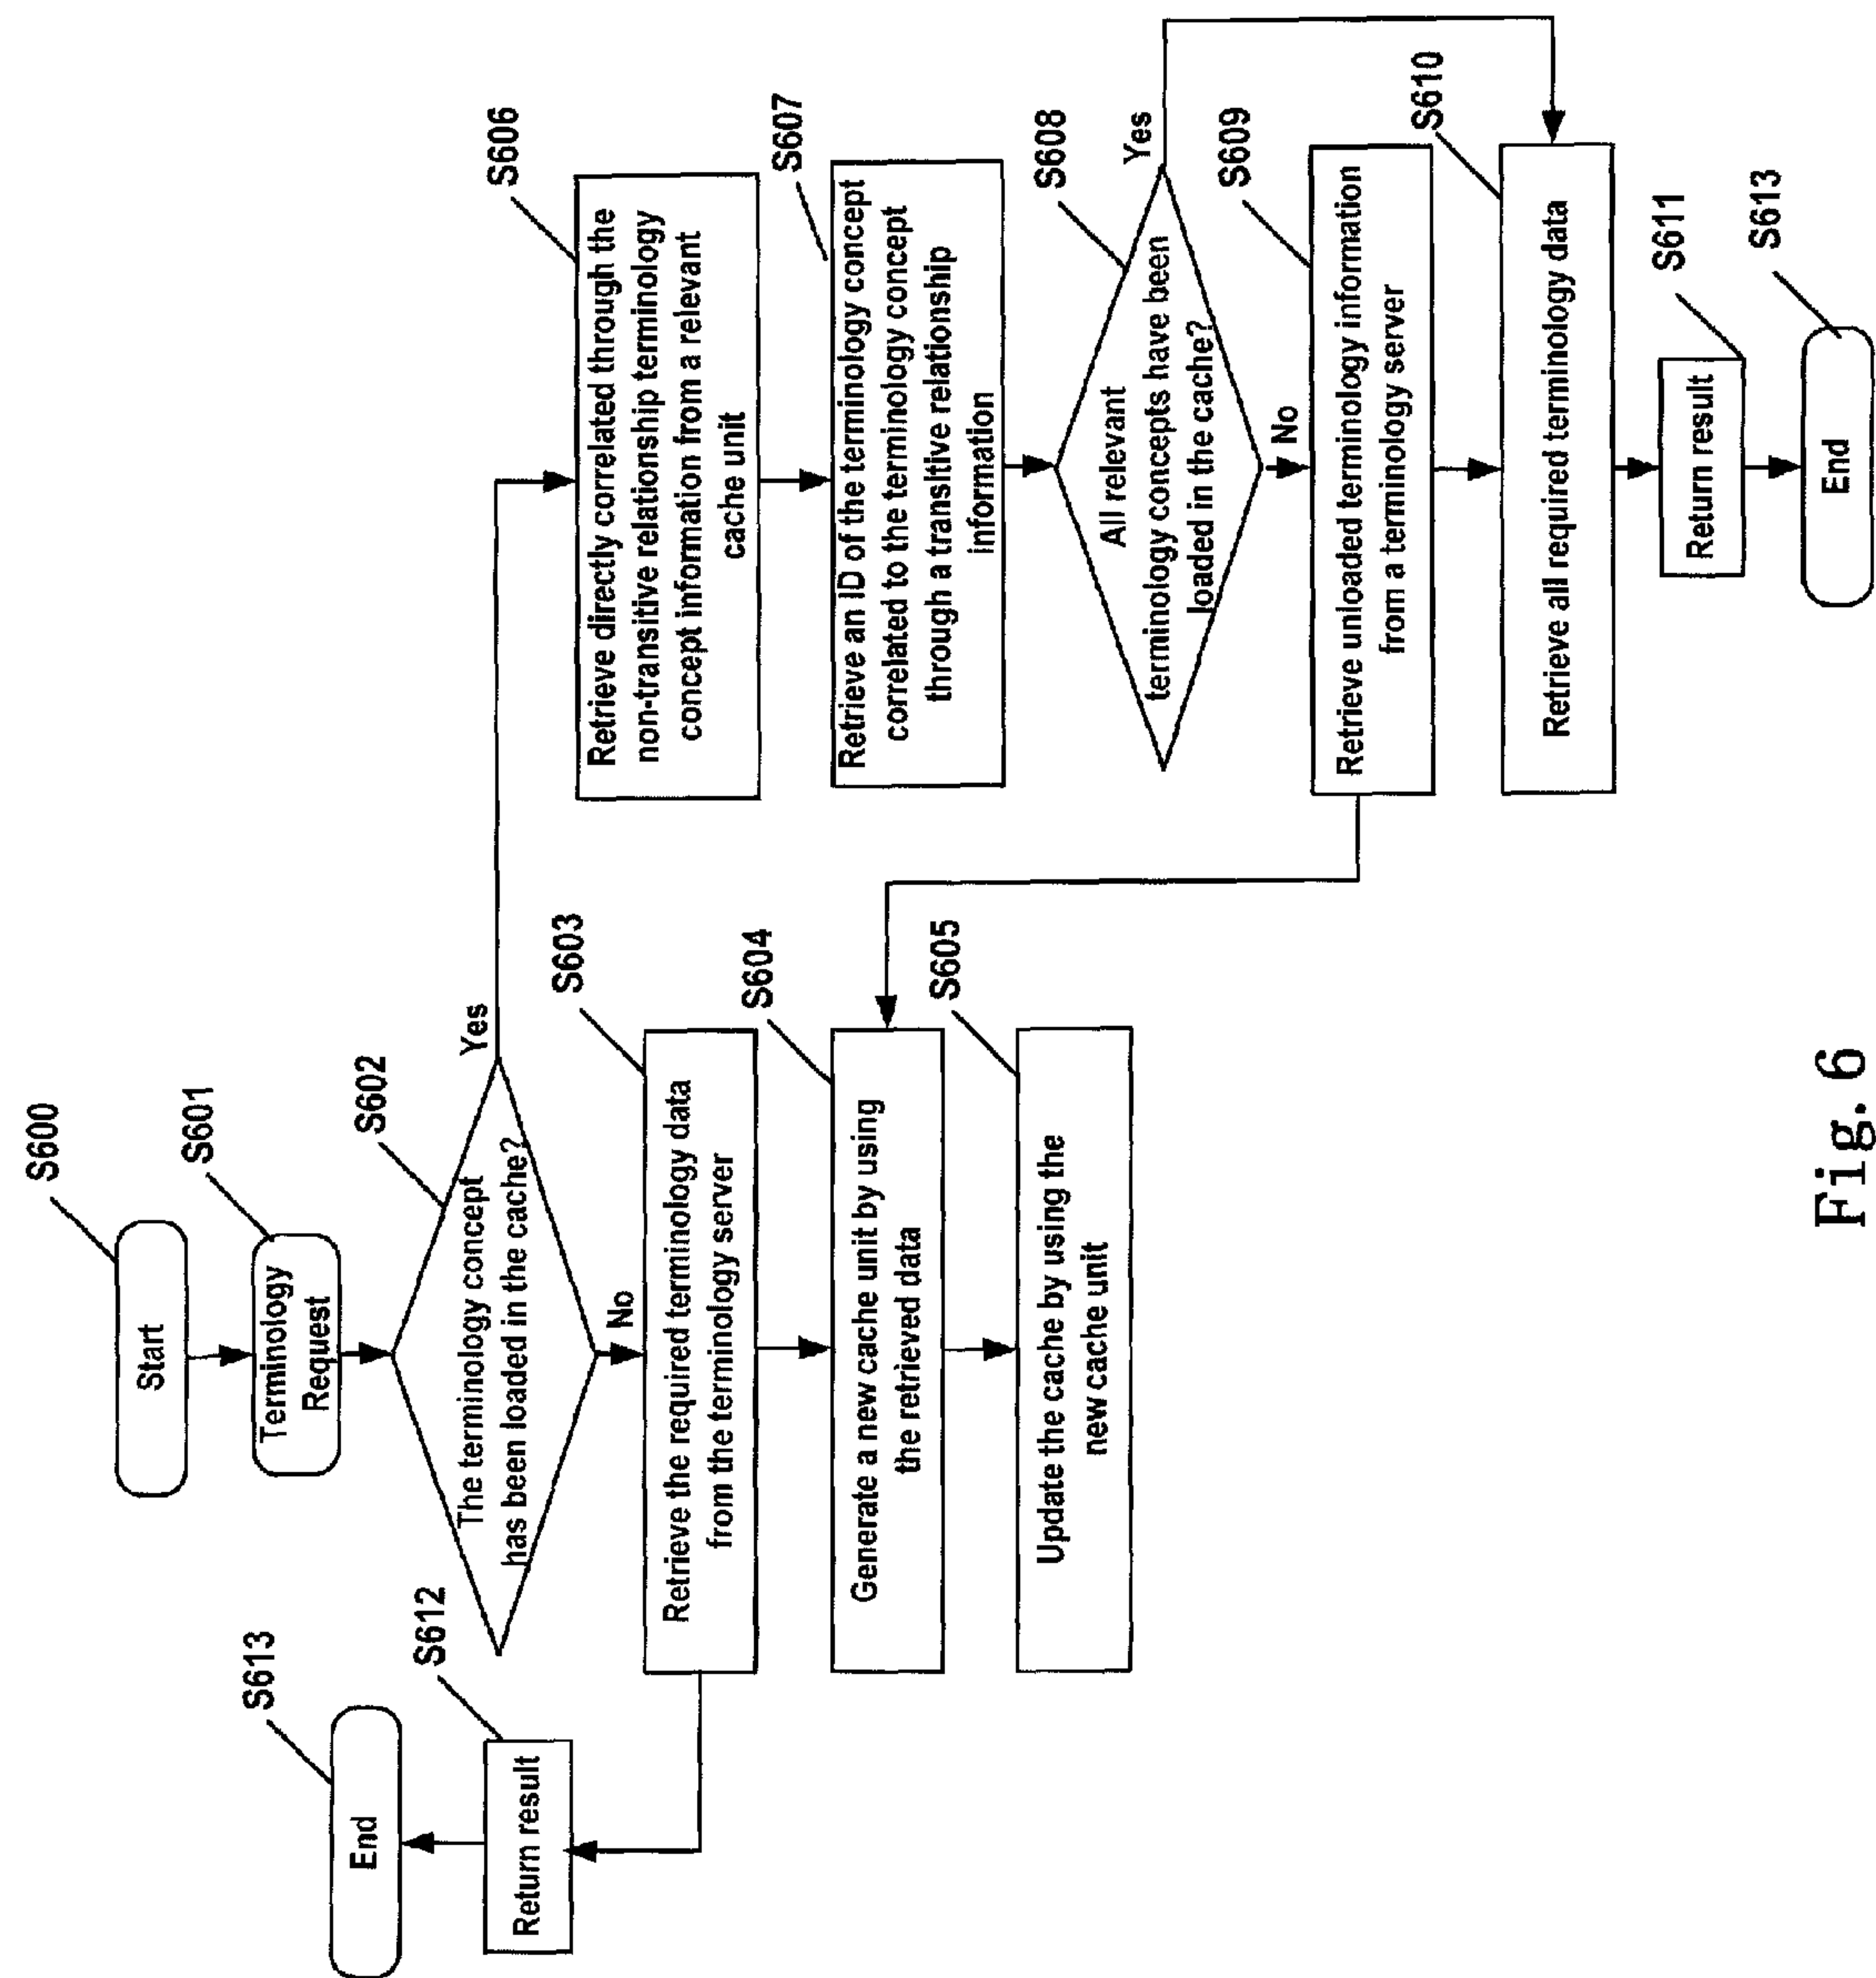 S600
Start
S601
Terminology
Request
S602
The terminology concept
has been loaded in the cache?
Yes
No
S603
Retrieve the required terminology data
from the terminology server
S604
Generate a new cache unit by using
the retrieved data
S605
Update the cache by using the
new cache unit
S612
Return result
S613
End
S606
Retrieve directly correlated through the
non-transitive relationship terminology
concept information from a relevant
cache unit
S607
Retrieve an ID of the terminology concept
correlated to the terminology concept
through a transitive relationship
information
S608
All relevant
terminology concepts have been
loaded in the cache?
Yes
No
S609
Retrieve unloaded terminology information
from a terminology server
S610
Retrieve all required terminology data
S611
Return result
S613
End
Fig. 6